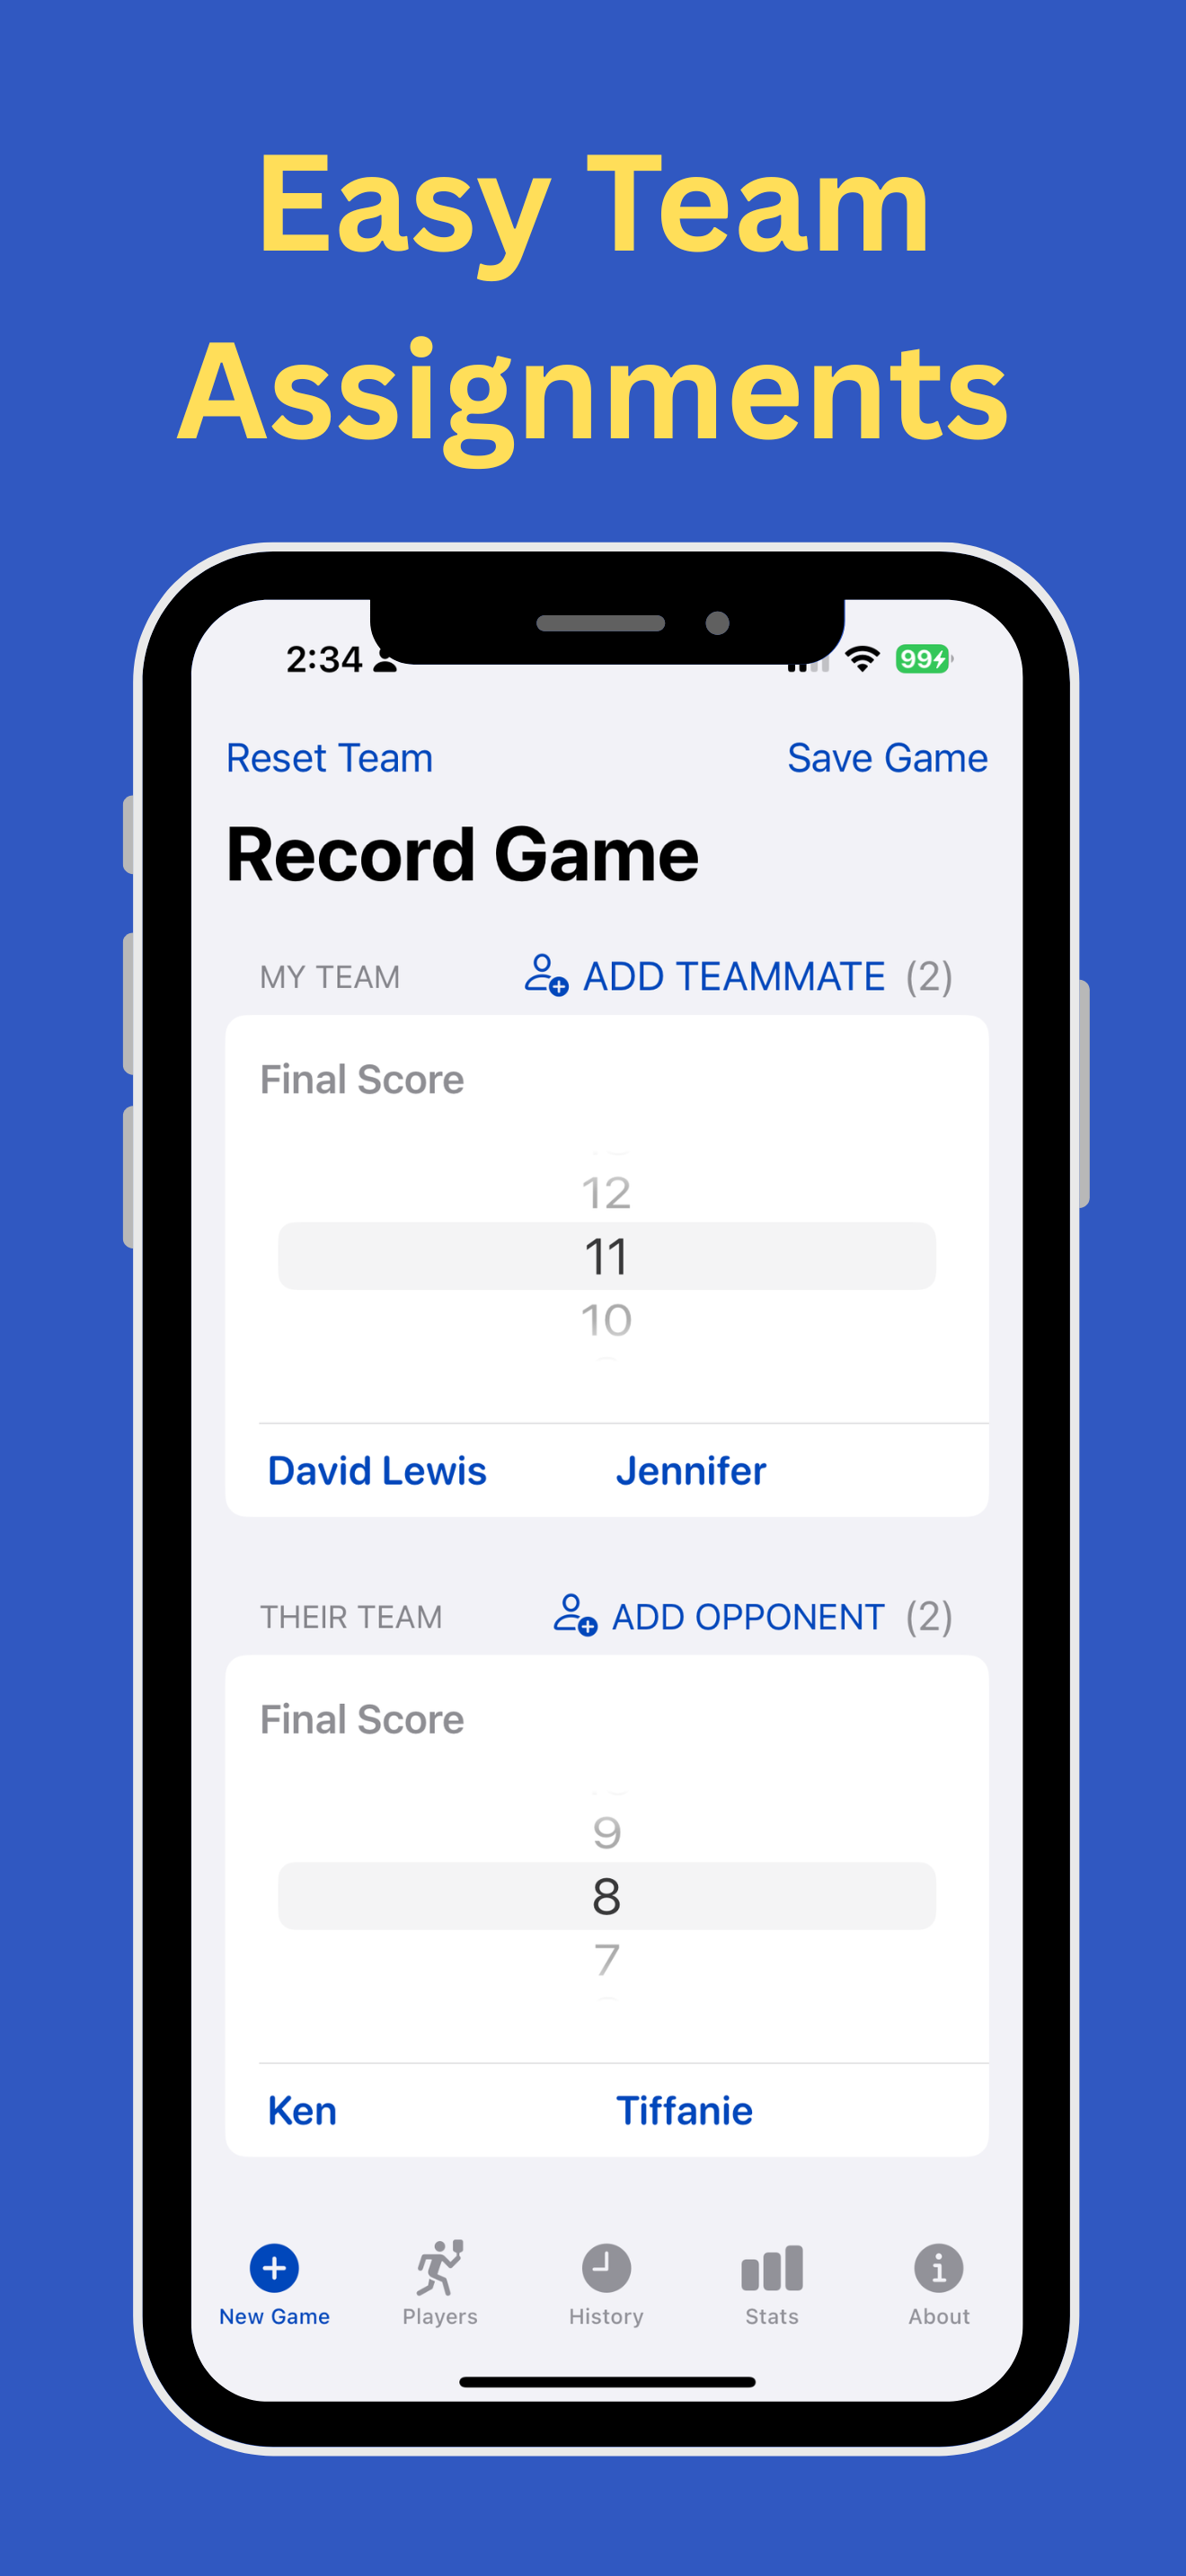 Easy Team
Assignments
2:34
99
Reset Team Save Game
Record Game
MY TEAM ADD TEAMMATE (2)
Final Score
12
11
10
David Lewis Jennifer
THEIR TEAM ADD OPPONENT (2)
Final Score
9
8
7
Ken Tiffanie
New Game Players History Stats About